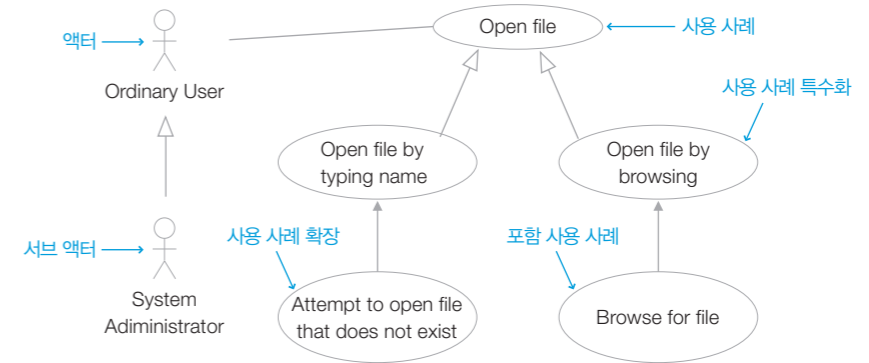 액터
Ordinary User
Open file
사용 사례
사용 사례 특수화
Open file by
typing name
Open file by
browsing
서브 액터
사용 사례 확장
포함 사용 사례
System
Adiministrator
Attempt to open file
that does not exist
Browse for file